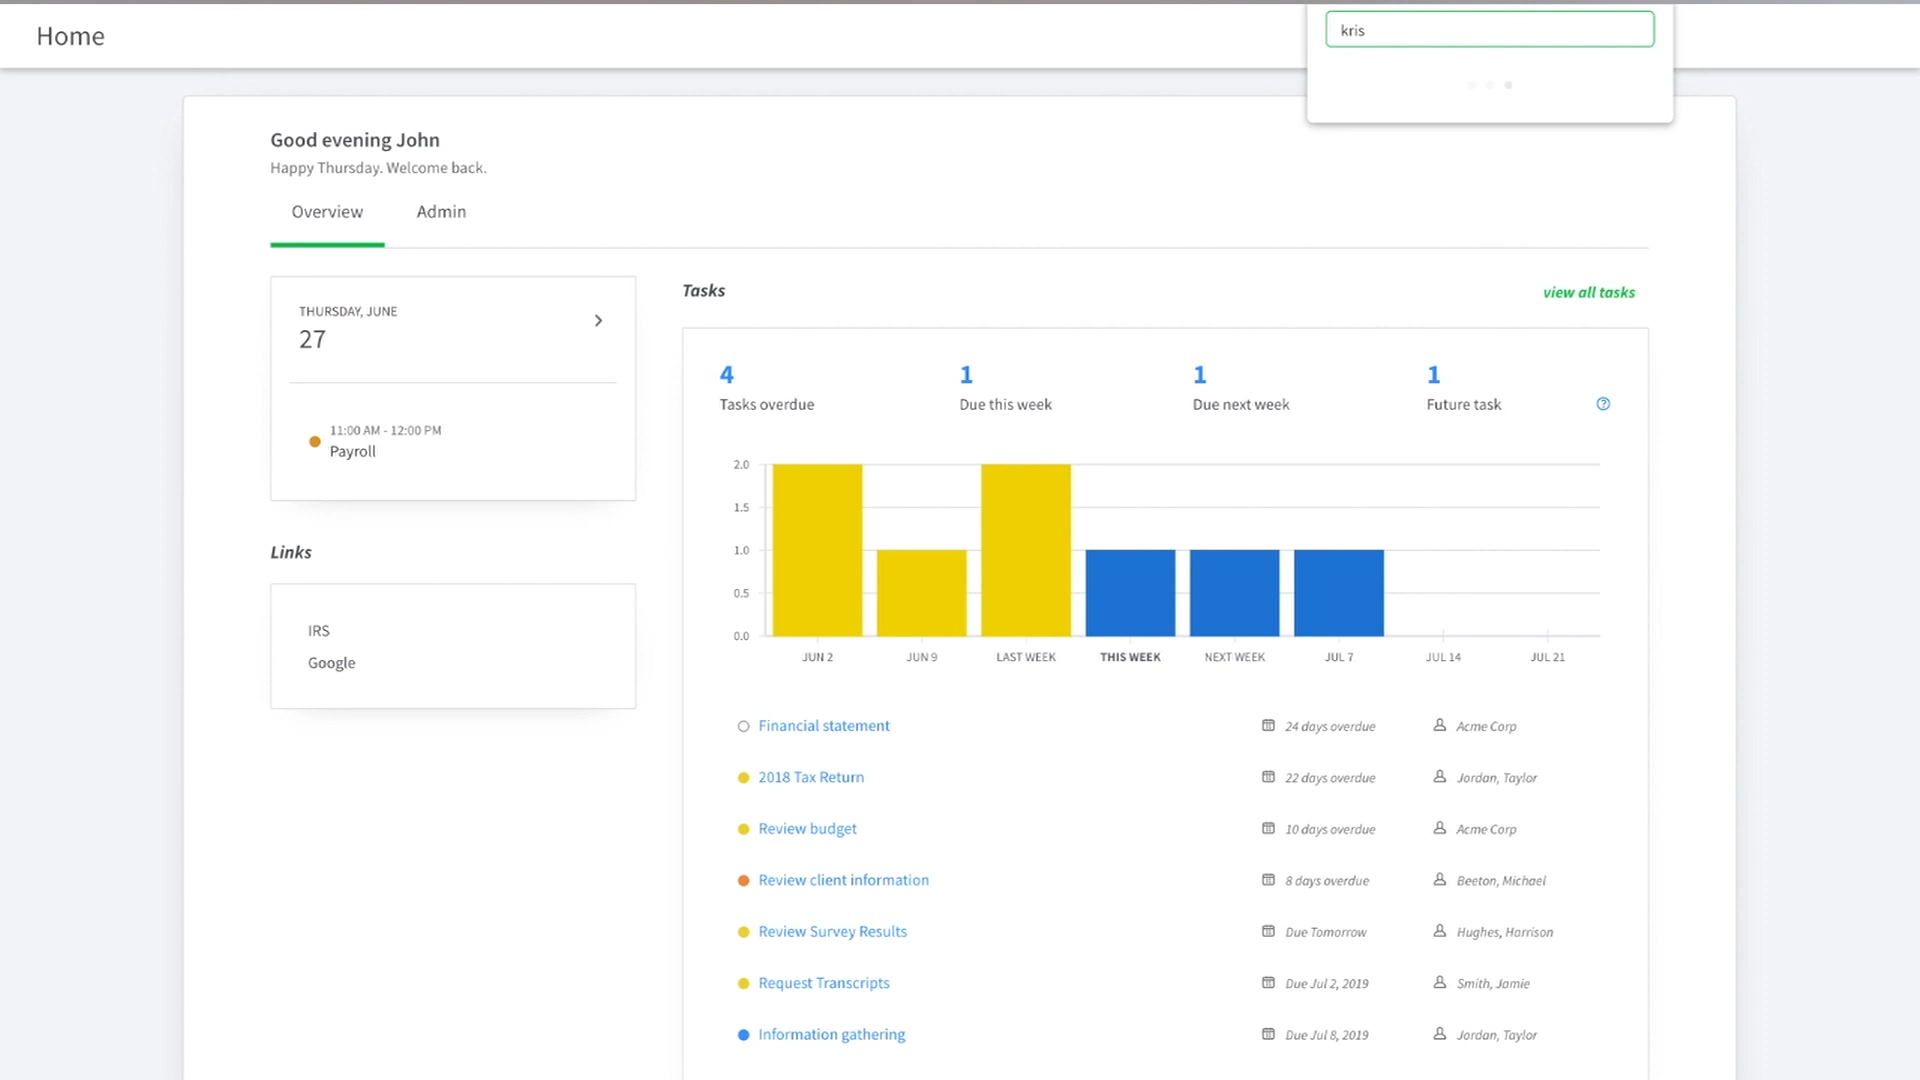 Home
kris
Good evening John
Happy Thursday. Welcome back.
Overview Admin
THURSDAY, JUNE
27
11:00 AM - 12:00 PM
Payroll
Links
IRS
Google
Tasks view all tasks
4 1 1 1
Tasks overdue Due this week Due next week Future task
2.0
1.5
1.0
0.5
0.0
JUN 2 JUN 9 LAST WEEK THIS WEEK NEXT WEEK JUL 7 JUL 14 JUL 21
Financial statement 24 days overdue Acme Corp
2018 Tax Return 22 days overdue Jordan, Taylor
Review budget 10 days overdue Acme Corp
Review client information 8 days overdue Beeton, Michael
Review Survey Results Due Tomorrow Hughes, Harrison
Request Transcripts Due Jul 2, 2019 Smith, Jamie
Information gathering Due Jul 8, 2019 Jordan, Taylor